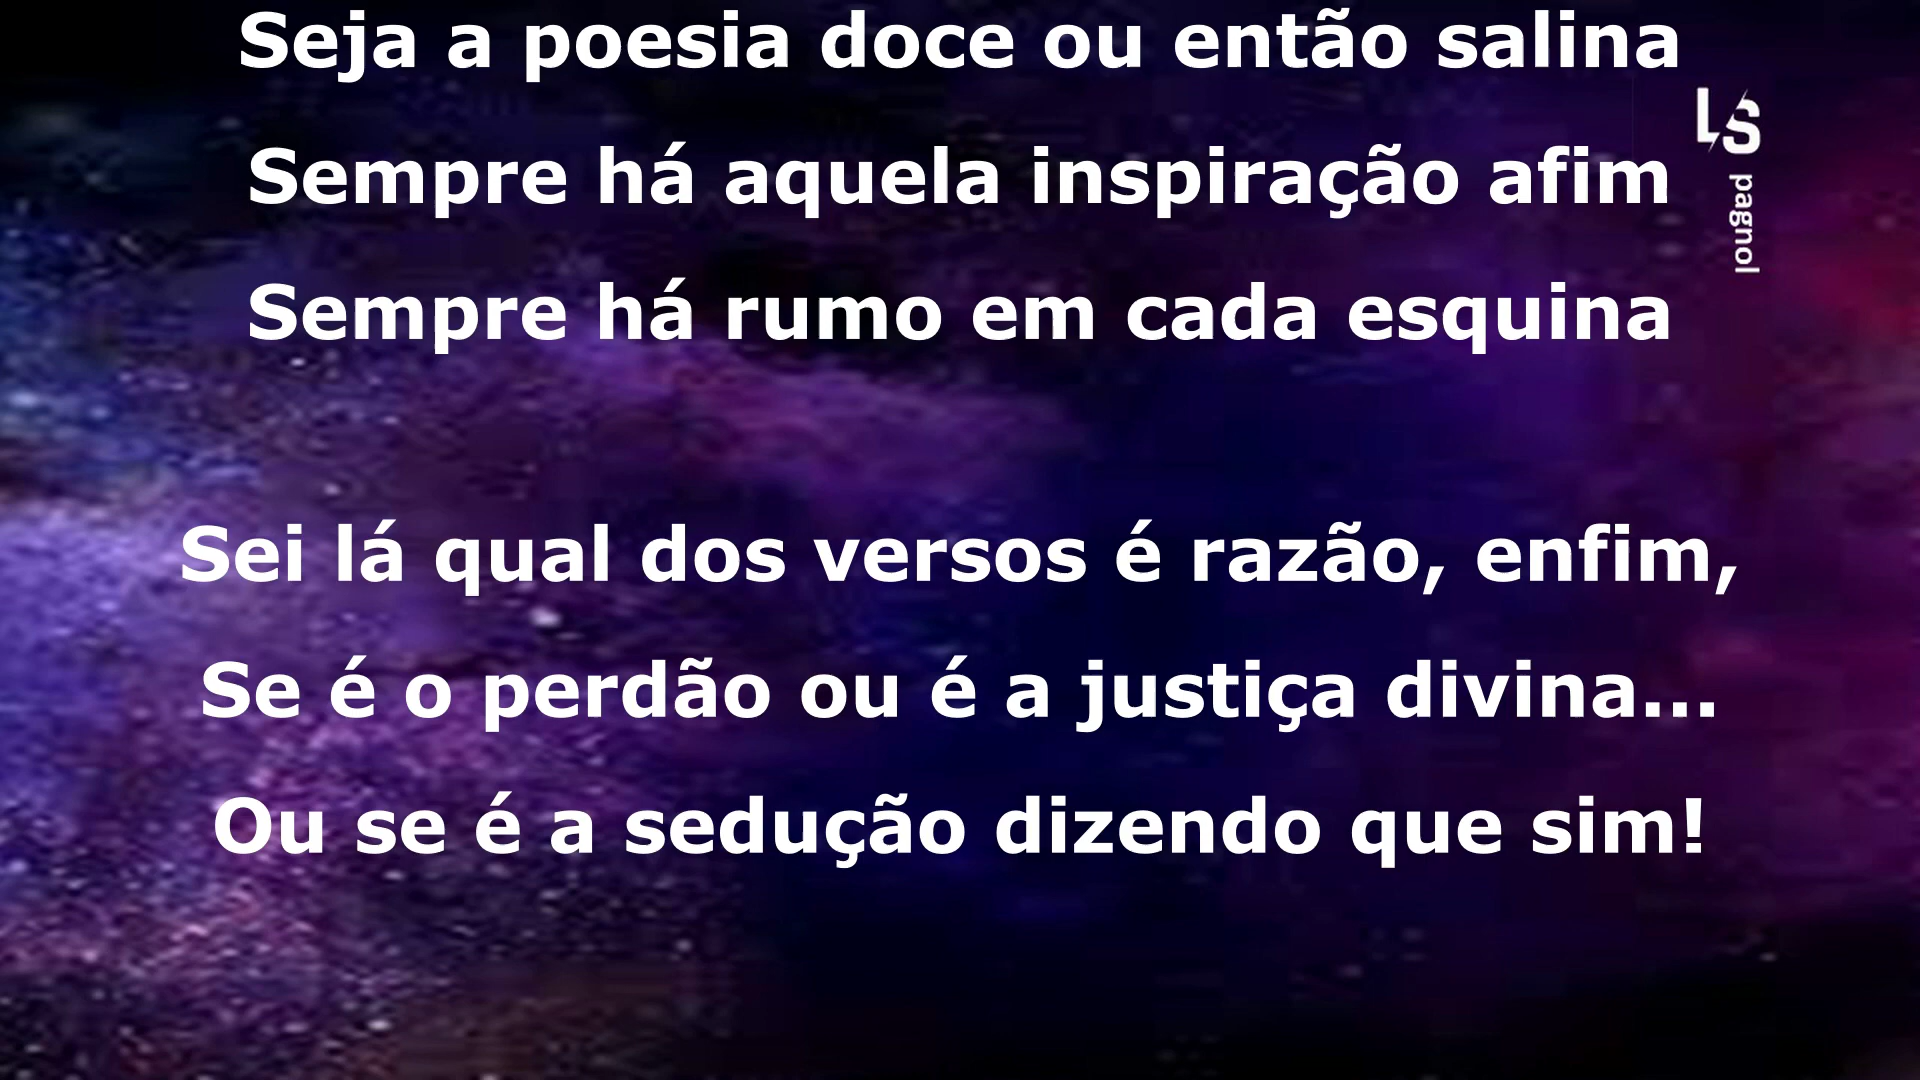 Seja a poesia doce ou então salina
Sempre há aquela inspiração afim
Sempre há rumo em cada esquina
Sei lá qual dos versos é razão, enfim,
Se é o perdão ou é a justiça divina...
Ou se é a sedução dizendo que sim!
LS
pagnol